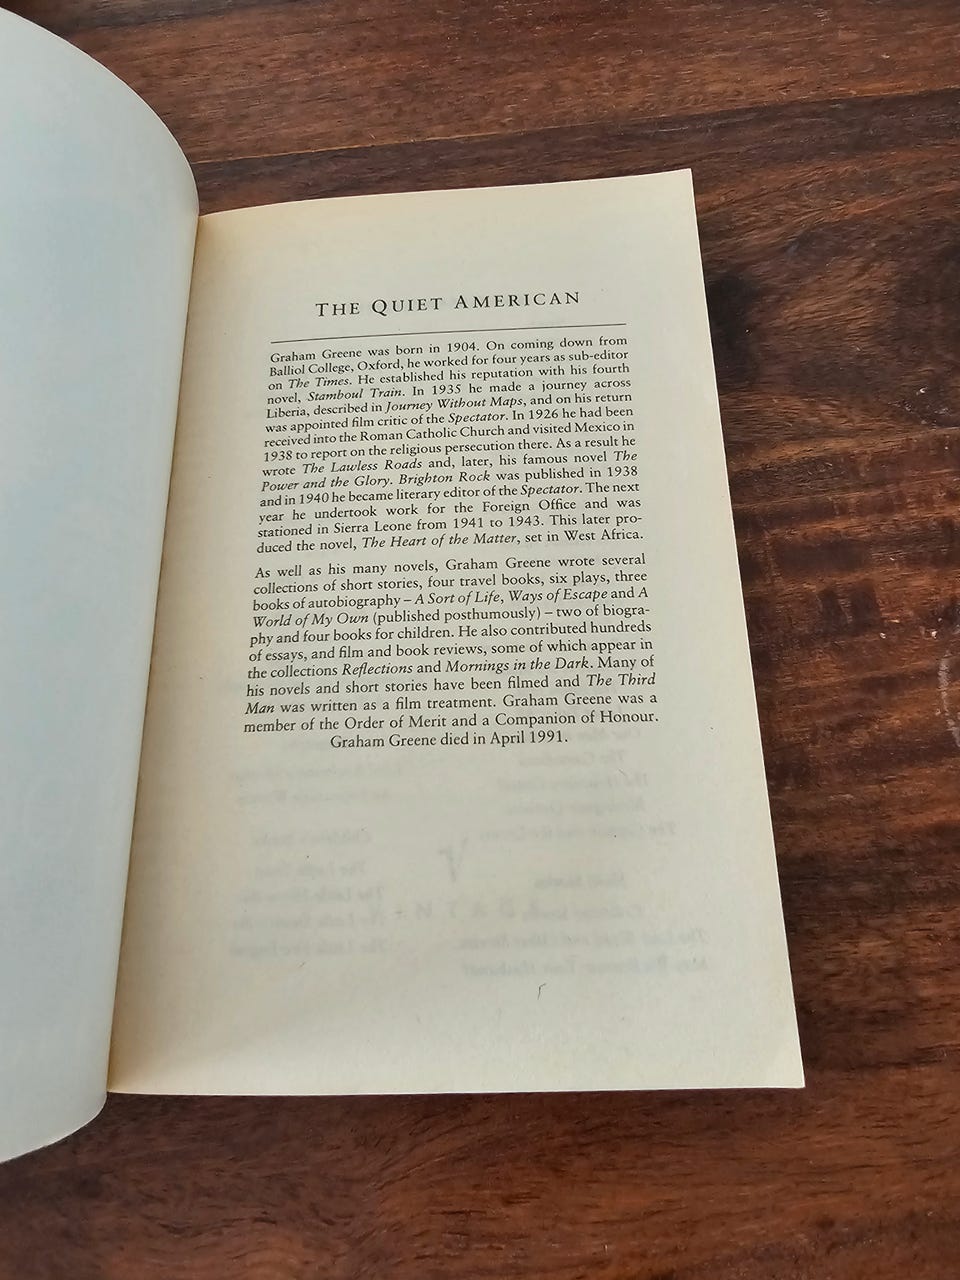 THE QUIET AMERICAN
Graham Greene was born in 1904. On coming down from
Balliol College, Oxford, he worked for four years as sub-editor
on The Times. He established his reputation with his fourth
novel, Stamboul Train. In 1935 he made a journey across
Liberia, described in Journey Without Maps, and on his return
was appointed film critic of the Spectator. In 1926 he had been
received into the Roman Catholic Church and visited Mexico in
1938 to report on the religious persecution there. As a result he
wrote The Lawless Roads and, later, his famous novel The
Power and the Glory. Brighton Rock was published in 1938
and in 1940 he became literary editor of the Spectator. The next
year he undertook work for the Foreign Office and was
stationed in Sierra Leone from 1941 to 1943. This later pro-
duced the novel, The Heart of the Matter, set in West Africa.
As well as his many novels, Graham Greene wrote several
collections of short stories, four travel books, six plays, three
books of autobiography – A Sort of Life, Ways of Escape and A
World of My Own (published posthumously) – two of biogra-
phy and four books for children. He also contributed hundreds
of essays, and film and book reviews, some of which appear in
the collections Reflections and Mornings in the Dark. Many of
his novels and short stories have been filmed and The Third
Man was written as a film treatment. Graham Greene was a
member of the Order of Merit and a Companion of Honour.
Graham Greene died in April 1991.